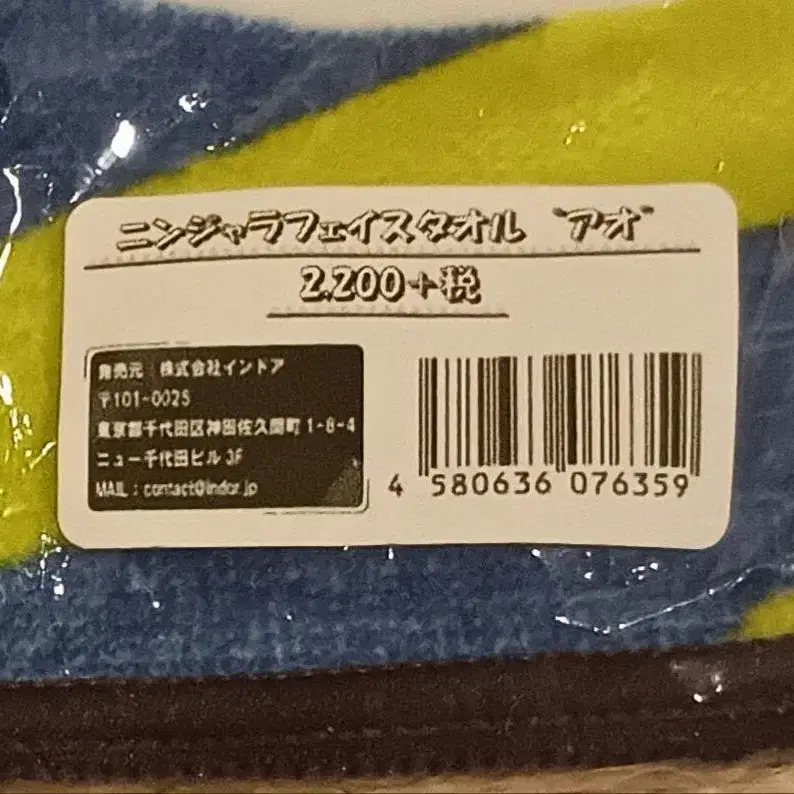 ニンジャラフェイスタオル "アオ"
2,200+税
発売元 : 株式会社インドア
〒101-0025
東京都千代田区神田佐久間町 1-8-4
ニュー千代田ビル 3F
MAIL : contact@indor.jp
4 580636 076359